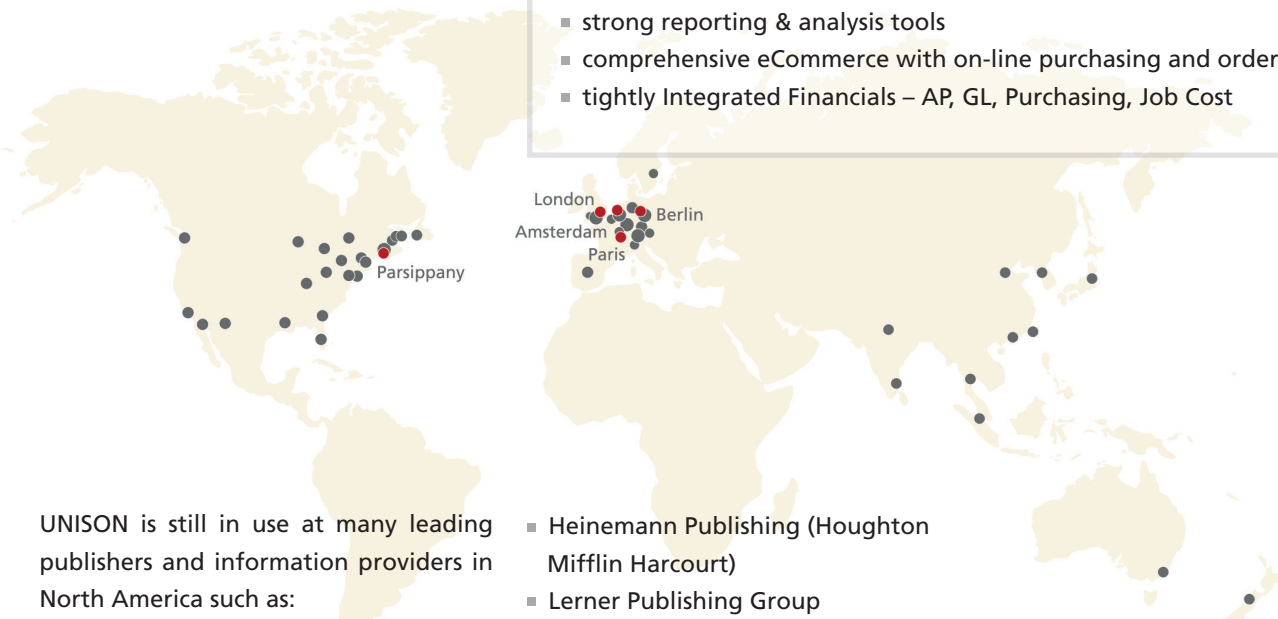 ▪ strong reporting & analysis tools
▪ comprehensive eCommerce with on-line purchasing and order
▪ tightly Integrated Financials – AP, GL, Purchasing, Job Cost
London
Berlin
Amsterdam
Paris
Parsippany
UNISON is still in use at many leading
publishers and information providers in
North America such as:
▪ Heinemann Publishing (Houghton
Mifflin Harcourt)
▪ Lerner Publishing Group